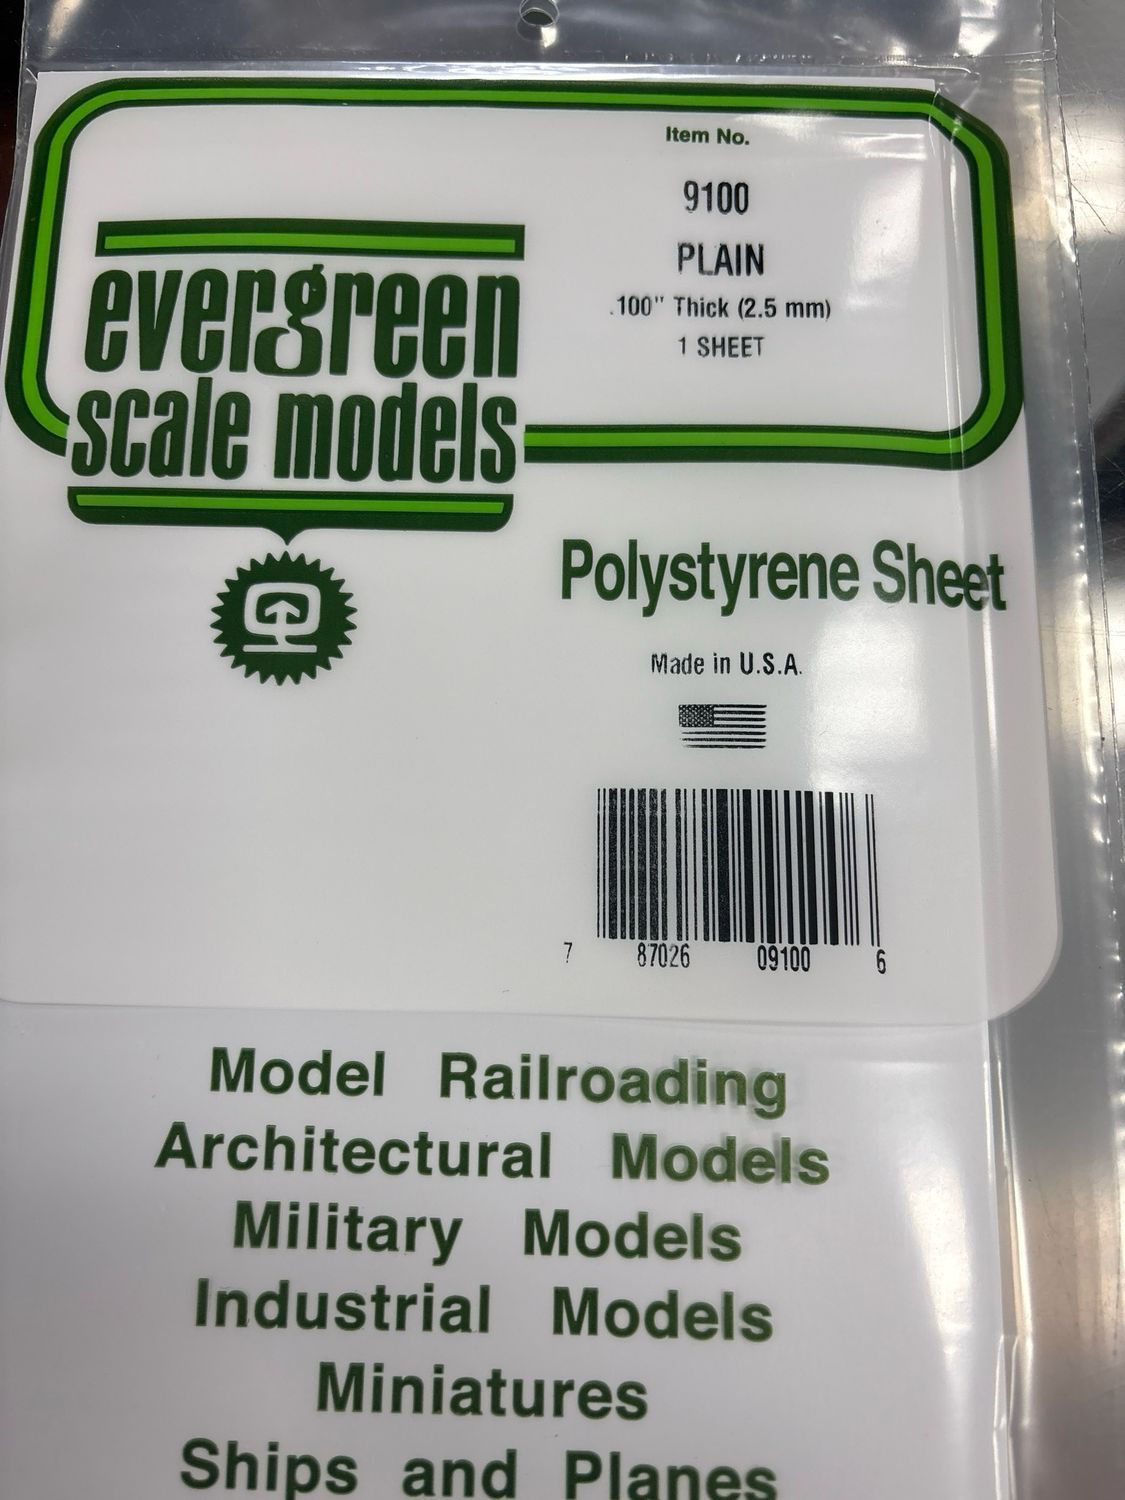 Item No.
9100
PLAIN
.100" Thick (2.5 mm)
1 SHEET
evergreen
scale models
Polystyrene Sheet
Made in U.S.A.
7 87026 09100 6
Model Railroading
Architectural Models
Military Models
Industrial Models
Miniatures
Ships and Planes